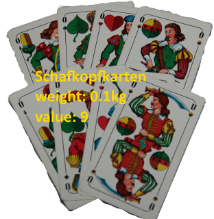 Schafkopfkarten
weight: 0.1kg
value: 9